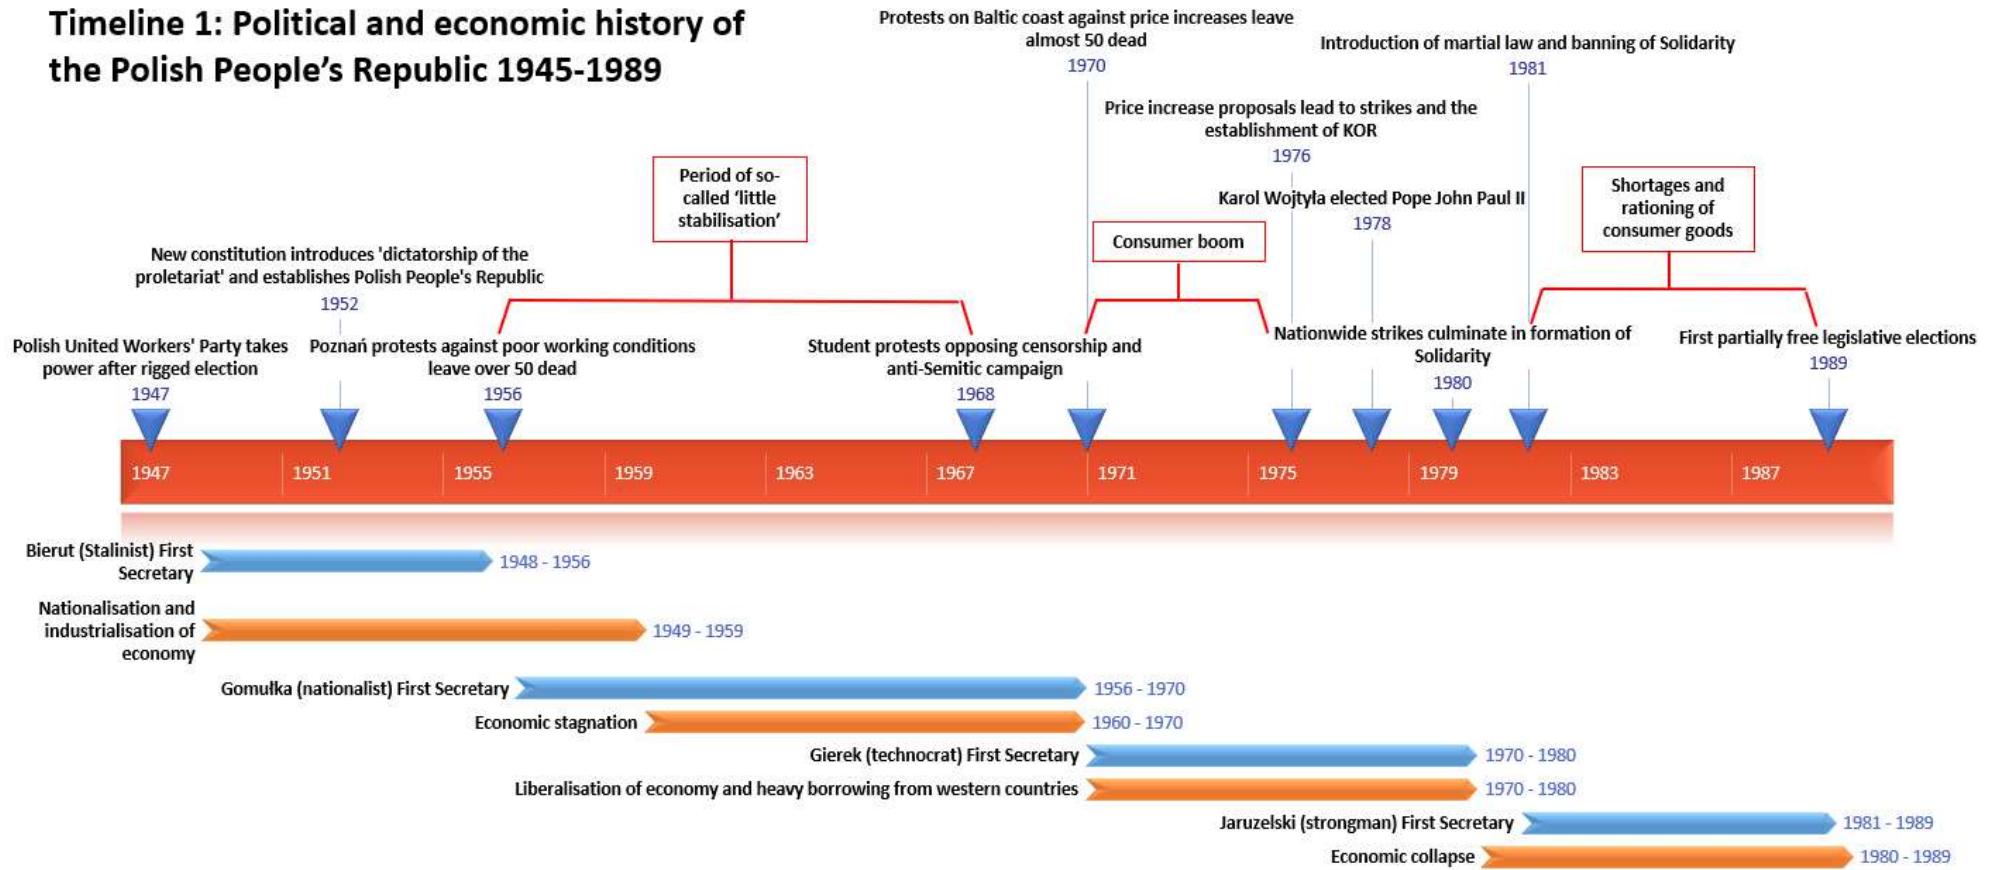 Timeline 1: Political and economic history of
the Polish People’s Republic 1945-1989
Protests on Baltic coast against price increases leave
almost 50 dead
1970
Introduction of martial law and banning of Solidarity
1981
Price increase proposals lead to strikes and the
establishment of KOR
1976
Period of so-
called ‘little
stabilisation’
Shortages and
rationing of
consumer goods
Karol Wojtyła elected Pope John Paul II
1978
Consumer boom
New constitution introduces 'dictatorship of the
proletariat' and establishes Polish People's Republic
1952
Polish United Workers' Party takes
power after rigged election
1947
Poznań protests against poor working conditions
leave over 50 dead
1956
Student protests opposing censorship and
anti-Semitic campaign
1968
Nationwide strikes culminate in formation of
Solidarity
1980
First partially free legislative elections
1989
1947 1951 1955 1959 1963 1967 1971 1975 1979 1983 1987
Bierut (Stalinist) First
Secretary
1948 - 1956
Nationalisation and
industrialisation of
economy
1949 - 1959
Gomułka (nationalist) First Secretary 1956 - 1970
Economic stagnation 1960 - 1970
Gierek (technocrat) First Secretary 1970 - 1980
Liberalisation of economy and heavy borrowing from western countries 1970 - 1980
Jaruzelski (strongman) First Secretary 1981 - 1989
Economic collapse 1980 - 1989